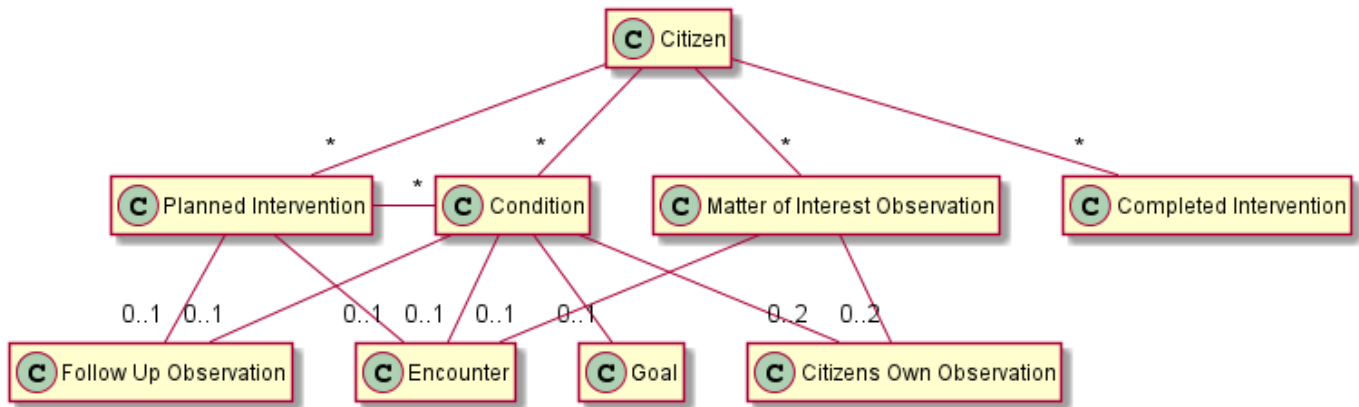 C Citizen
* * * *
C Planned Intervention * C Condition C Matter of Interest Observation C Completed Intervention
0..1 0..1 0..1 0..1 0..1 0..1 0..2 0..2
C Follow Up Observation C Encounter C Goal C Citizens Own Observation